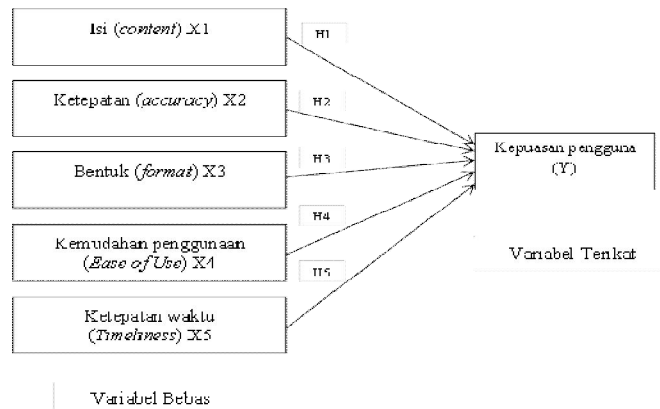 Isi (content) X1
H1
Ketepatan (accuracy) X2
H2
Bentuk (format) X3
H3
Kepuasan pengguna
(Y)
Kemudahan penggunaan
(Ease of Use) X4
H4
Variabel Terikat
H5
Ketepatan waktu
(Timeliness) X5
Variabel Bebas